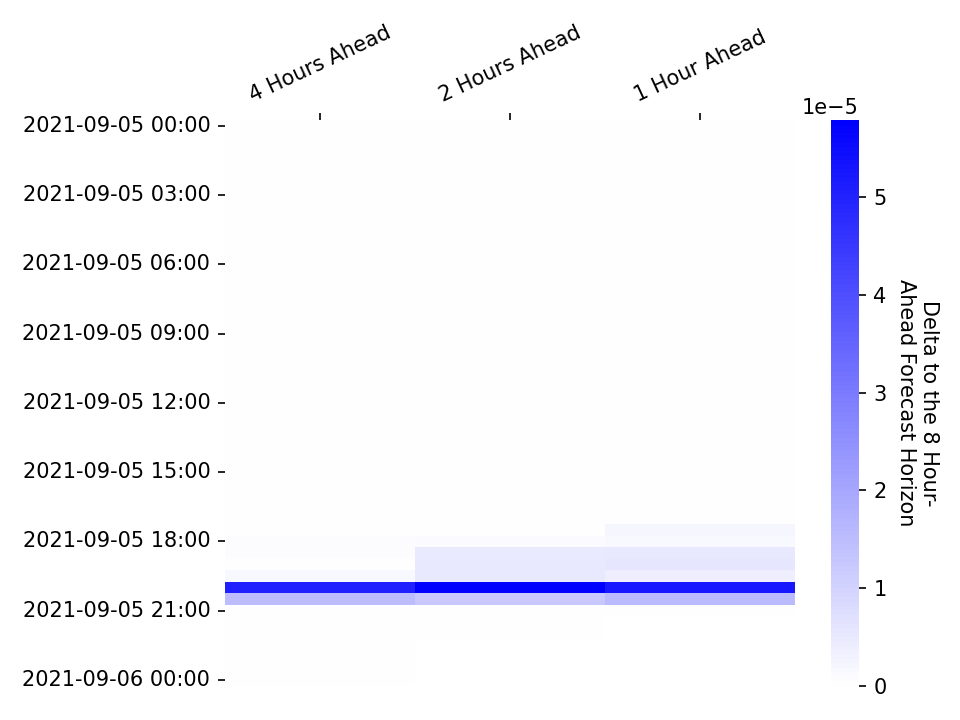 4 Hours Ahead
2 Hours Ahead
1 Hour Ahead
2021-09-05 00:00
2021-09-05 03:00
2021-09-05 06:00
2021-09-05 09:00
2021-09-05 12:00
2021-09-05 15:00
2021-09-05 18:00
2021-09-05 21:00
2021-09-06 00:00
1e−5
5
4
3
2
1
0
Delta to the 8 Hour-
Ahead Forecast Horizon